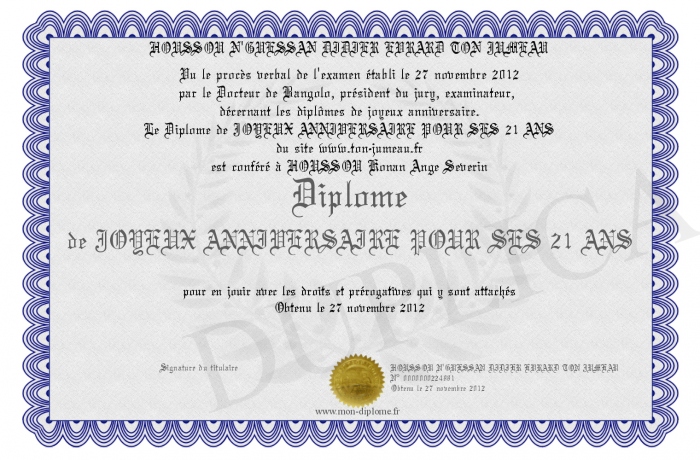 HOUSSOU N'GUESSAN DIDIER EVRARD TON JUMEAU
Vu le procès verbal de l'examen établi le 27 novembre 2012
par le Docteur de Bangolo, président du jury, examinateur,
décernant les diplômes de joyeux anniversaire.
Le Diplome de JOYEUX ANNIVERSAIRE POUR SES 21 ANS
du site www.ton-jumeau.fr
est conféré à HOUSSOU Konan Ange Severin
Diplome
de JOYEUX ANNIVERSAIRE POUR SES 21 ANS
pour en jouir avec les droits et prérogatives qui y sont attachés
Obtenu le 27 novembre 2012
DUPLICA
Signature du titulaire
HOUSSOU N'GUESSAN DIDIER EVRARD TON JUMEAU
N° 0000000224081
Obtenu le 27 novembre 2012
www.mon-diplome.fr